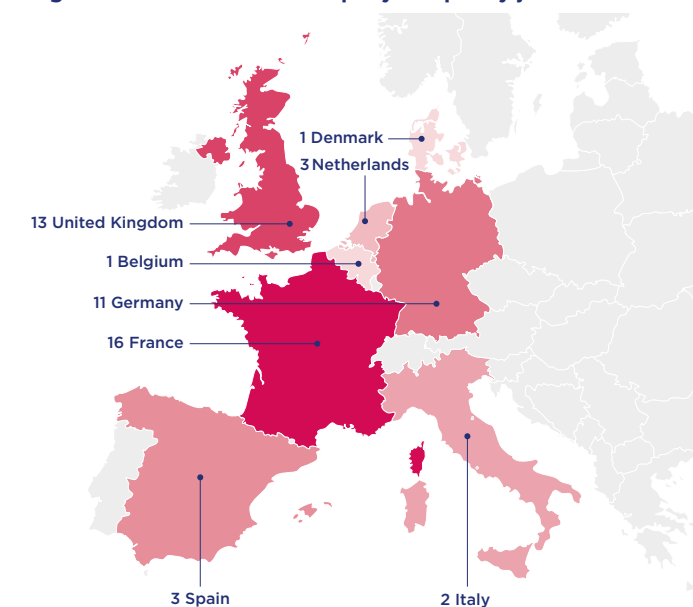 1 Denmark
3 Netherlands
13 United Kingdom
1 Belgium
11 Germany
16 France
3 Spain
2 Italy